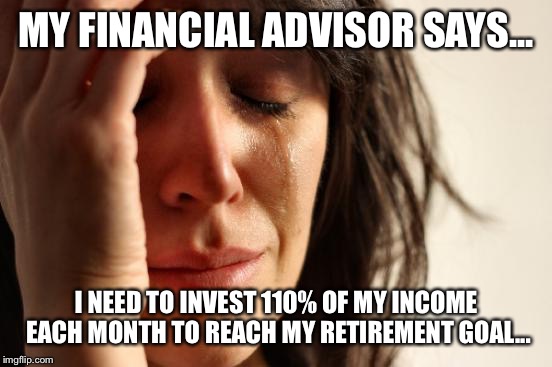 MY FINANCIAL ADVISOR SAYS...
I NEED TO INVEST 110% OF MY INCOME
EACH MONTH TO REACH MY RETIREMENT GOAL...
imgflip.com